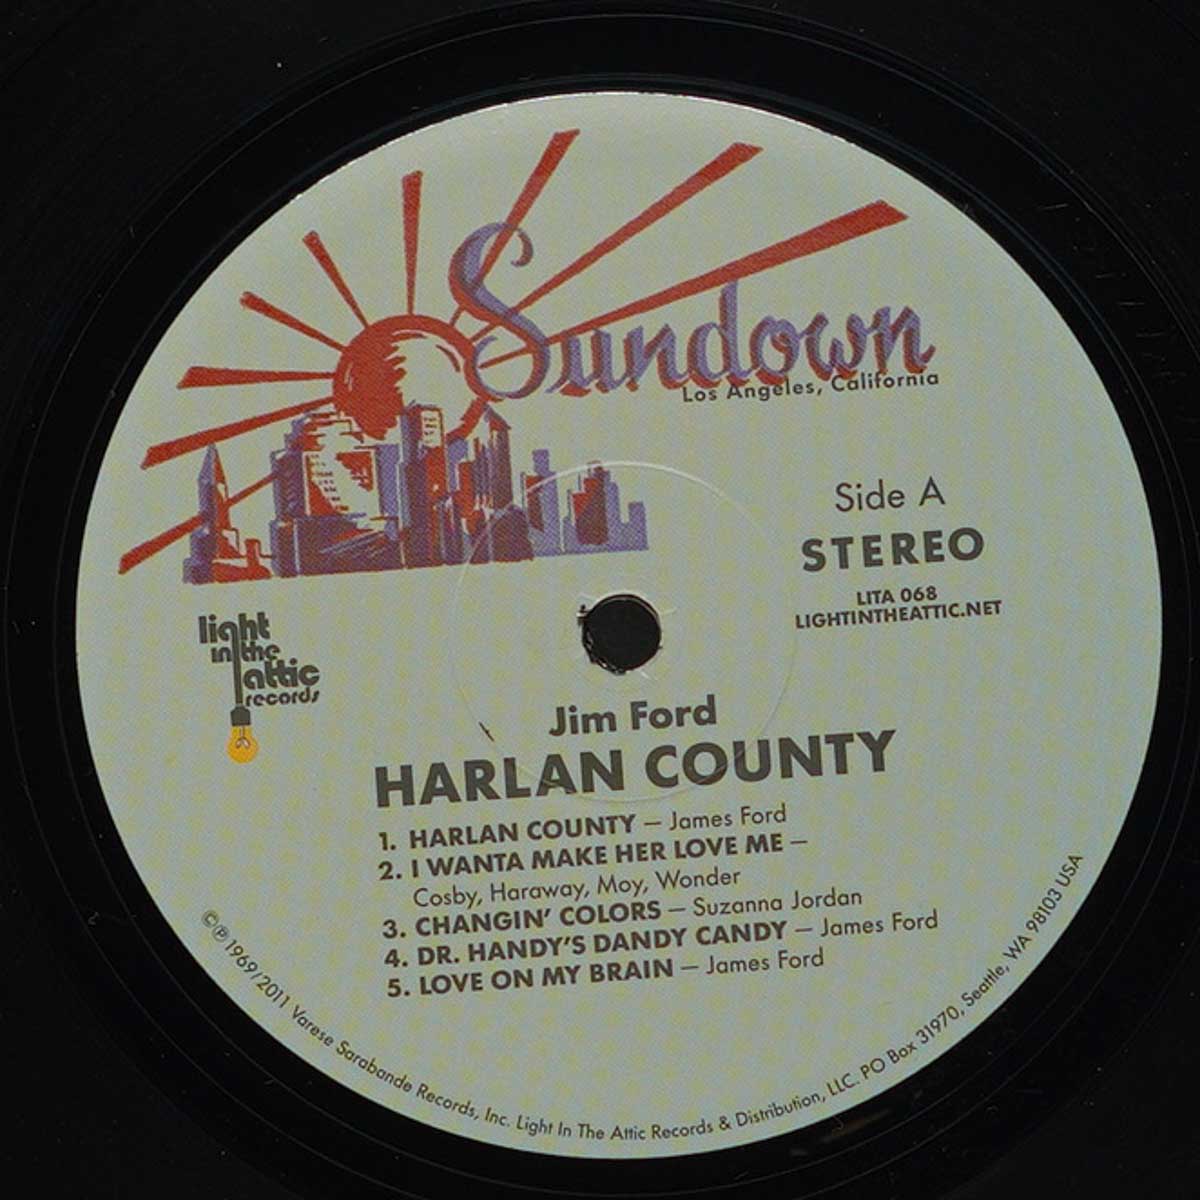 Sundown
Los Angeles, California
Side A
STEREO
LITA 068
LIGHTINTHEATTIC.NET
light
in the
attic
records
Jim Ford
HARLAN COUNTY
1. HARLAN COUNTY – James Ford
2. I WANTA MAKE HER LOVE ME –
Cosby, Haraway, Moy, Wonder
3. CHANGIN' COLORS – Suzanna Jordan
4. DR. HANDY'S DANDY CANDY – James Ford
5. LOVE ON MY BRAIN – James Ford
©℗ 1969/2011 Varese Sarabande Records, Inc. Light In The Attic Records & Distribution, LLC. PO Box 31970, Seattle, WA 98103 USA